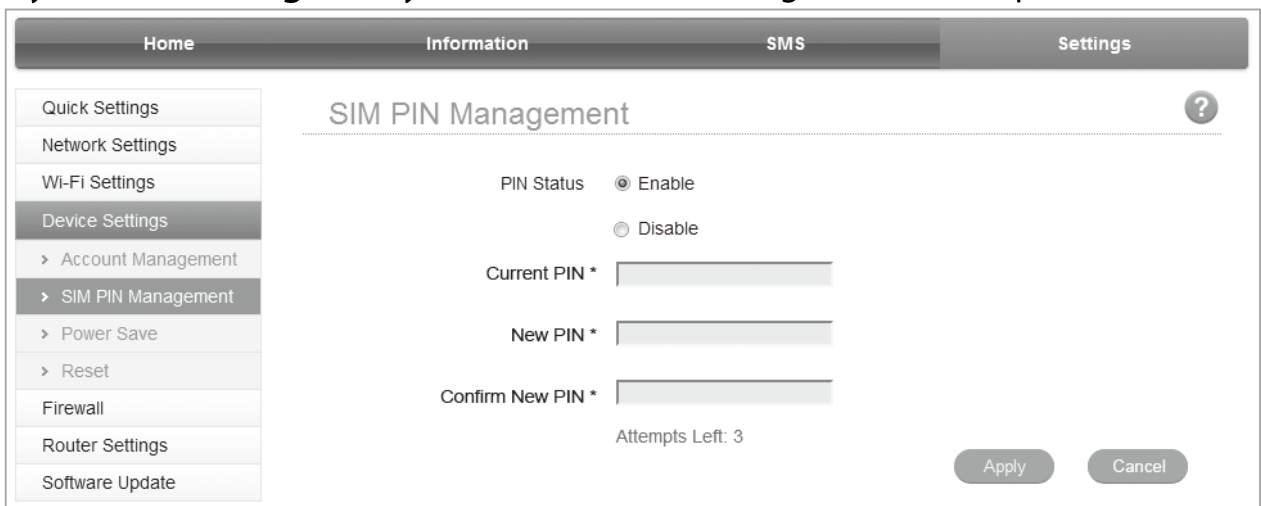 Home Information SMS Settings
Quick Settings
Network Settings
Wi-Fi Settings
Device Settings
> Account Management
> SIM PIN Management
> Power Save
> Reset
Firewall
Router Settings
Software Update
SIM PIN Management ?
PIN Status Enable
Disable
Current PIN *
New PIN *
Confirm New PIN *
Attempts Left: 3
Apply Cancel